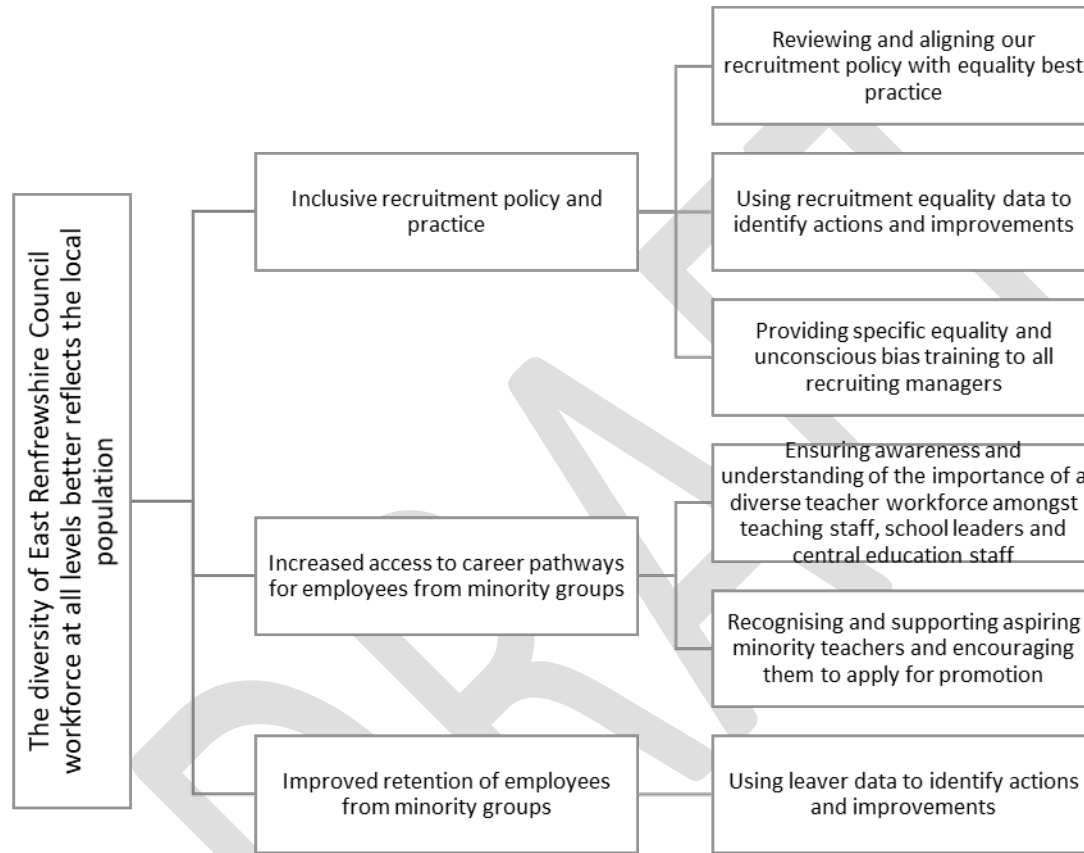 The diversity of East Renfrewshire Council
workforce at all levels better reflects the local
population
Inclusive recruitment policy and
practice
Reviewing and aligning our
recruitment policy with equality best
practice
Using recruitment equality data to
identify actions and improvements
Providing specific equality and
unconscious bias training to all
recruiting managers
Increased access to career pathways
for employees from minority groups
Ensuring awareness and
understanding of the importance of a
diverse teacher workforce amongst
teaching staff, school leaders and
central education staff
Recognising and supporting aspiring
minority teachers and encouraging
them to apply for promotion
Improved retention of employees
from minority groups
Using leaver data to identify actions
and improvements
DRAFT